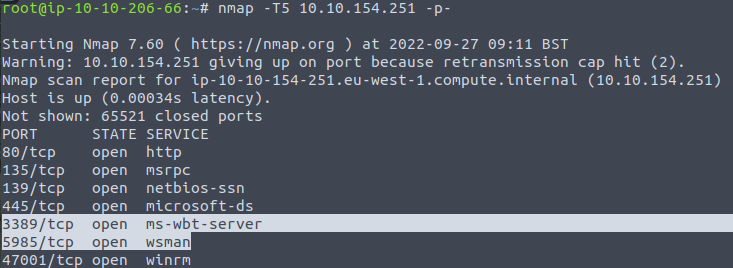 root@ip-10-10-206-66:~# nmap -T5 10.10.154.251 -p-
Starting Nmap 7.60 ( https://nmap.org ) at 2022-09-27 09:11 BST
Warning: 10.10.154.251 giving up on port because retransmission cap hit (2).
Nmap scan report for ip-10-10-154-251.eu-west-1.compute.internal (10.10.154.251)
Host is up (0.00034s latency).
Not shown: 65521 closed ports
PORT      STATE SERVICE
80/tcp    open  http
135/tcp   open  msrpc
139/tcp   open  netbios-ssn
445/tcp   open  microsoft-ds
3389/tcp  open  ms-wbt-server
5985/tcp  open  wsman
47001/tcp open  winrm